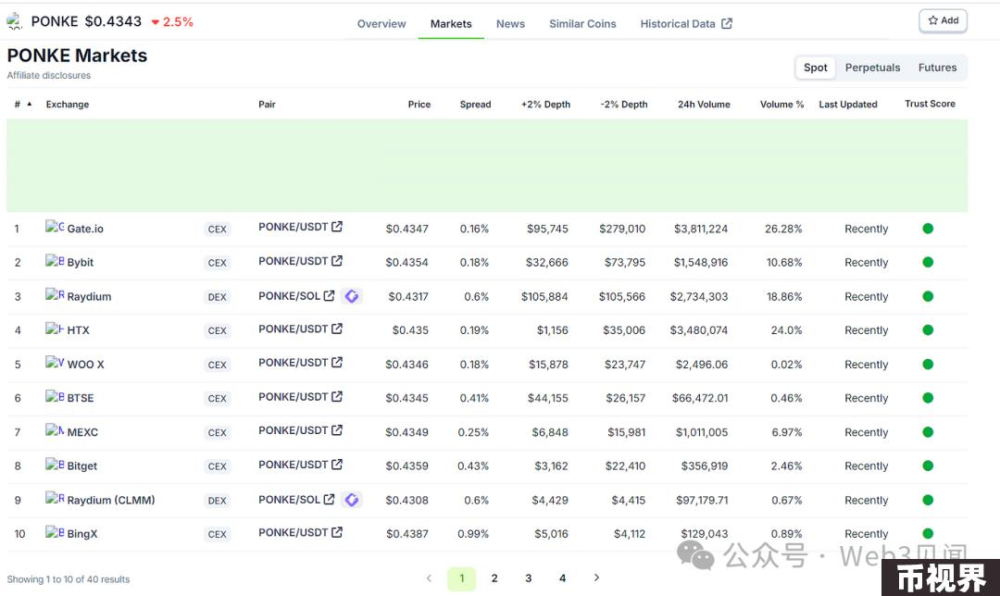 PONKE $0.4343 ▼ 2.5% Overview Markets News Similar Coins Historical Data Add
PONKE Markets
Affiliate disclosures
Spot Perpetuals Futures
# ▲ Exchange Pair Price Spread +2% Depth -2% Depth 24h Volume Volume % Last Updated Trust Score
1 Gate.io CEX PONKE/USDT $0.4347 0.16% $95,745 $279,010 $3,811,224 26.28% Recently
2 Bybit CEX PONKE/USDT $0.4354 0.18% $32,666 $73,795 $1,548,916 10.68% Recently
3 Raydium DEX PONKE/SOL $0.4317 0.6% $105,884 $105,566 $2,734,303 18.86% Recently
4 HTX CEX PONKE/USDT $0.435 0.19% $1,156 $35,006 $3,480,074 24.0% Recently
5 WOO X CEX PONKE/USDT $0.4346 0.18% $15,878 $23,747 $2,496.06 0.02% Recently
6 BTSE CEX PONKE/USDT $0.4345 0.41% $44,155 $26,157 $66,472.01 0.46% Recently
7 MEXC CEX PONKE/USDT $0.4349 0.25% $6,848 $15,981 $1,011,005 6.97% Recently
8 Bitget CEX PONKE/USDT $0.4359 0.43% $3,162 $22,410 $356,919 2.46% Recently
9 Raydium (CLMM) DEX PONKE/SOL $0.4308 0.6% $4,429 $4,415 $97,179.71 0.67% Recently
10 BingX CEX PONKE/USDT $0.4387 0.99% $5,016 $4,112 $129,043 0.89% Recently
公众号 · Web3见闻
Showing 1 to 10 of 40 results 1 2 3 4
币视界